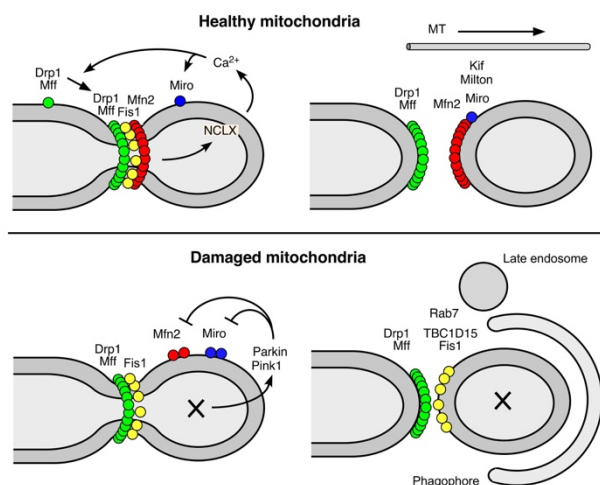 Healthy mitochondria
MT
Drp1
Mff
Drp1
Mff
Fis1
Mfn2
Miro
Ca2+
NCLX
Drp1
Mff
Mfn2
Kif
Milton
Miro
Damaged mitochondria
Drp1
Mff
Fis1
Mfn2
Miro
Parkin
Pink1
X
Late endosome
Rab7
Drp1
Mff
TBC1D15
Fis1
X
Phagophore